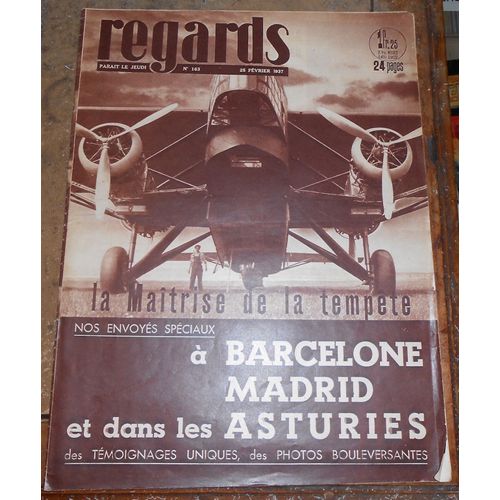 regards
PARAIT LE JEUDI
N° 163
25 FÉVRIER 1937
1fr.25
24 pages
la Maîtrise de la tempête
NOS ENVOYÉS SPÉCIAUX
à BARCELONE
MADRID
et dans les ASTURIES
des TÉMOIGNAGES UNIQUES, des PHOTOS BOULEVERSANTES